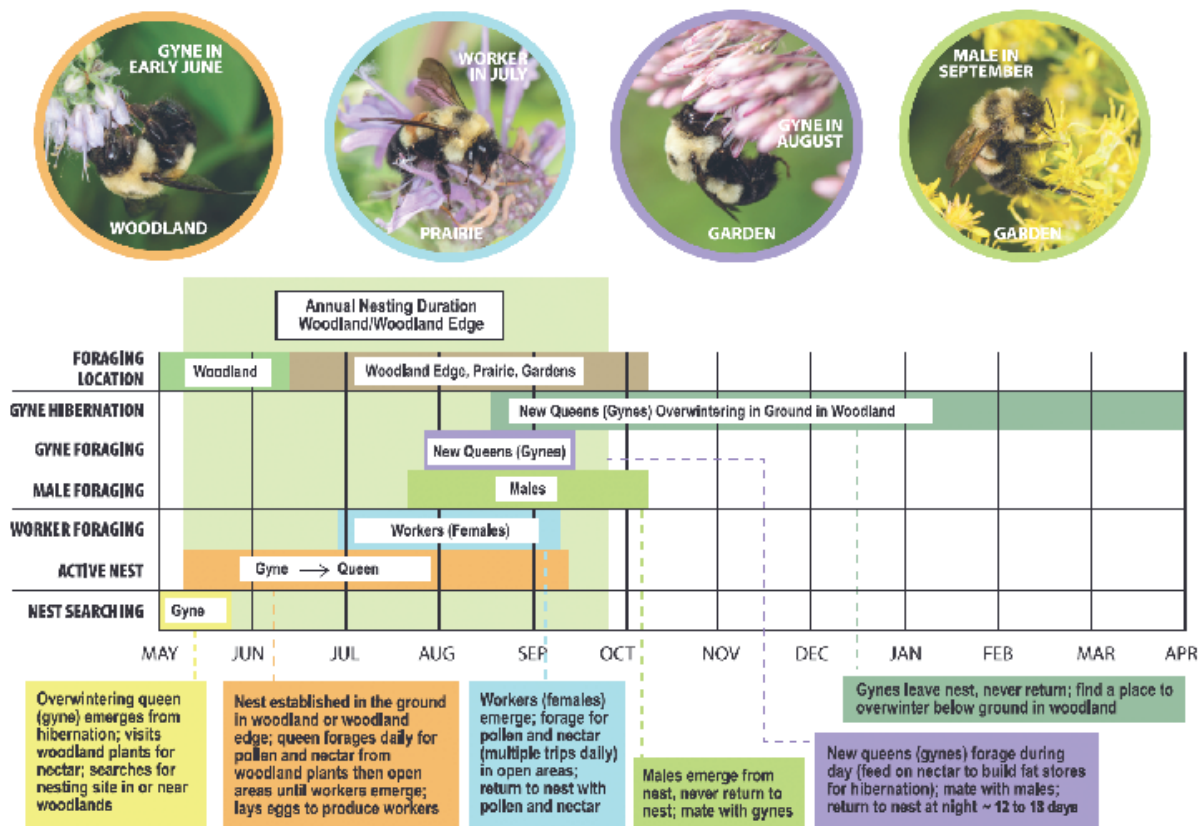 GYNE IN
EARLY JUNE
WOODLAND
WORKER
IN JULY
PRAIRIE
GYNE IN
AUGUST
GARDEN
MALE IN
SEPTEMBER
GARDEN
Annual Nesting Duration
Woodland/Woodland Edge
FORAGING
LOCATION
Woodland
Woodland Edge, Prairie, Gardens
GYNE HIBERNATION
New Queens (Gynes) Overwintering in Ground in Woodland
GYNE FORAGING
New Queens (Gynes)
MALE FORAGING
Males
WORKER FORAGING
Workers (Females)
ACTIVE NEST
Gyne → Queen
NEST SEARCHING
Gyne
MAY JUN JUL AUG SEP OCT NOV DEC JAN FEB MAR APR
Overwintering queen
(gyne) emerges from
hibernation; visits
woodland plants for
nectar; searches for
nesting site in or near
woodlands
Nest established in the ground
in woodland or woodland
edge; queen forages daily for
pollen and nectar from
woodland plants then open
areas until workers emerge;
lays eggs to produce workers
Workers (females)
emerge; forage for
pollen and nectar
(multiple trips daily)
in open areas;
return to nest with
pollen and nectar
Males emerge from
nest, never return to
nest; mate with gynes
Gynes leave nest, never return; find a place to
overwinter below ground in woodland
New queens (gynes) forage during
day (feed on nectar to build fat stores
for hibernation); mate with males;
return to nest at night ~ 12 to 18 days